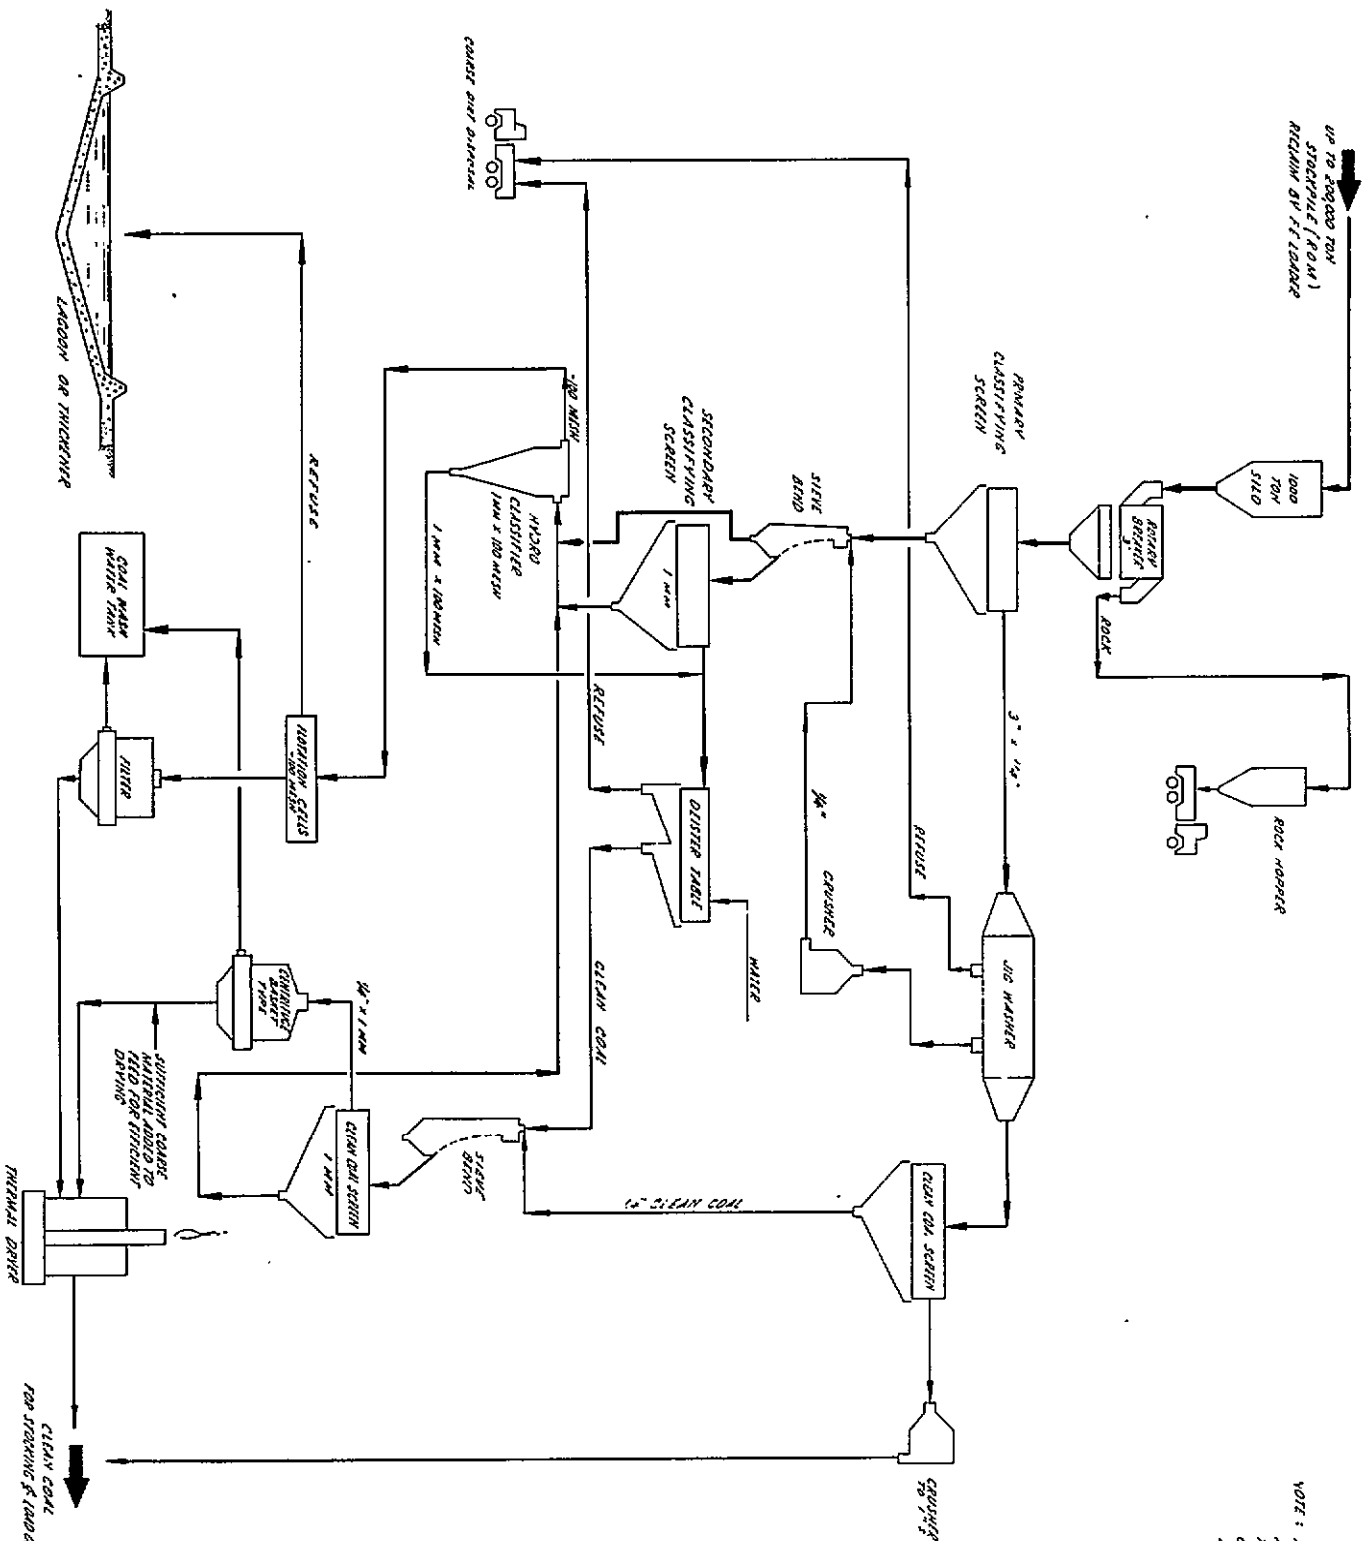 UP TO 200,000 TON
STOCKPILE (ROM)
RECLAIM BY F.E. LOADER
1000
TON
SILO
ROTARY
BREAKER
3"
ROCK
ROCK HOPPER
PRIMARY
CLASSIFYING
SCREEN
3" x 1/4"
JIG WASHER
REFUSE
CRUSHER
1/4"
SIEVE
BEND
SECONDARY
CLASSIFYING
SCREEN
1 MM
DEISTER TABLE
WATER
CLEAN COAL
REFUSE
COARSE DIRT DISPOSAL
-100 MESH
HYDRO
CLASSIFIER
1MM x 100 MESH
1 MM x 100 MESH
CLEAN COAL SCREEN
CRUSHER
TO
1/4" CLEAN COAL
SIEVE
BEND
CLEAN COAL SCREEN
1 MM
1/4" x 1 MM
CENTRIFUGE
BASKET
TYPE
SUFFICIENT COARSE
MATERIAL ADDED TO
FEED FOR EFFICIENT
DRYING
FLOTATION CELLS
-100 MESH
REFUSE
LAGOON OR THICKENER
FILTER
COAL WASH
WATER TANK
THERMAL DRYER
CLEAN COAL
FOR STOCKING &
NOTE: